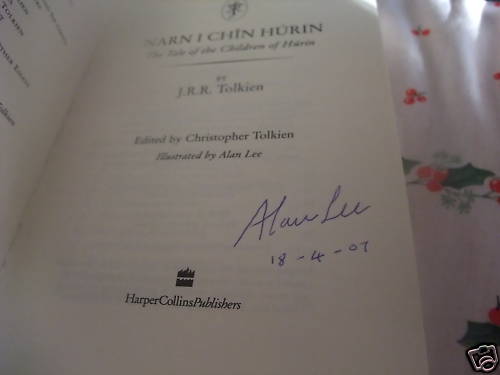 NARN I CHÎN HÚRIN
The Tale of the Children of Húrin
BY
J.R.R. Tolkien
Edited by Christopher Tolkien
Illustrated by Alan Lee
Alan Lee
18-4-07
HarperCollinsPublishers